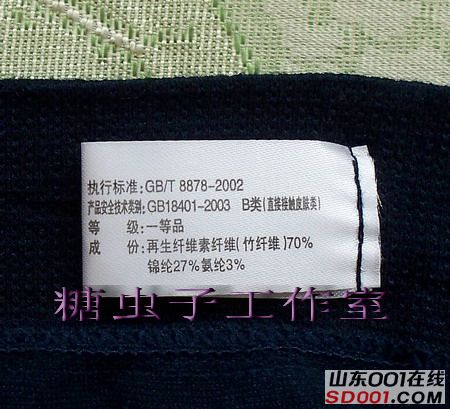 执行标准:GB/T 8878-2002
产品安全技术类别:GB18401-2003 B类(直接接触皮肤类)
等 级:一等品
成 份:再生纤维素纤维(竹纤维)70%
锦纶27%氨纶3%
糖虫子工作室
山东001在线
SD001.COM